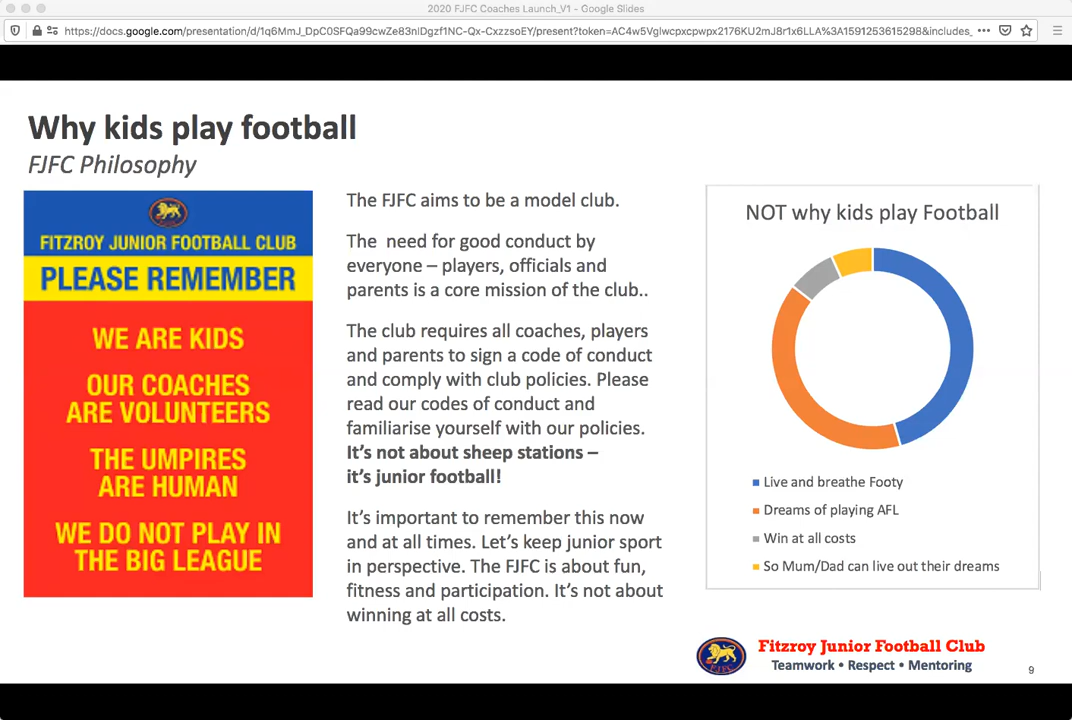 2020 FJFC Coaches Launch_V1 - Google Slides
https://docs.google.com/presentation/d/1q6MmJ_DpC0SFQa99cwZe83nlDgzf1NC-Qx-CxzzsoEY/present?token=AC4w5Vglwcpxcpwpx2176KU2mJ8r1x6LLA%3A1591253615298&includes_
Why kids play football
FJFC Philosophy
FITZROY JUNIOR FOOTBALL CLUB
PLEASE REMEMBER
WE ARE KIDS
OUR COACHES
ARE VOLUNTEERS
THE UMPIRES
ARE HUMAN
WE DO NOT PLAY IN
THE BIG LEAGUE
The FJFC aims to be a model club.
The need for good conduct by
everyone – players, officials and
parents is a core mission of the club..
The club requires all coaches, players
and parents to sign a code of conduct
and comply with club policies. Please
read our codes of conduct and
familiarise yourself with our policies.
It's not about sheep stations –
it's junior football!
It's important to remember this now
and at all times. Let's keep junior sport
in perspective. The FJFC is about fun,
fitness and participation. It's not about
winning at all costs.
NOT why kids play Football
Live and breathe Footy
Dreams of playing AFL
Win at all costs
So Mum/Dad can live out their dreams
FJFC
Fitzroy Junior Football Club
Teamwork • Respect • Mentoring
9